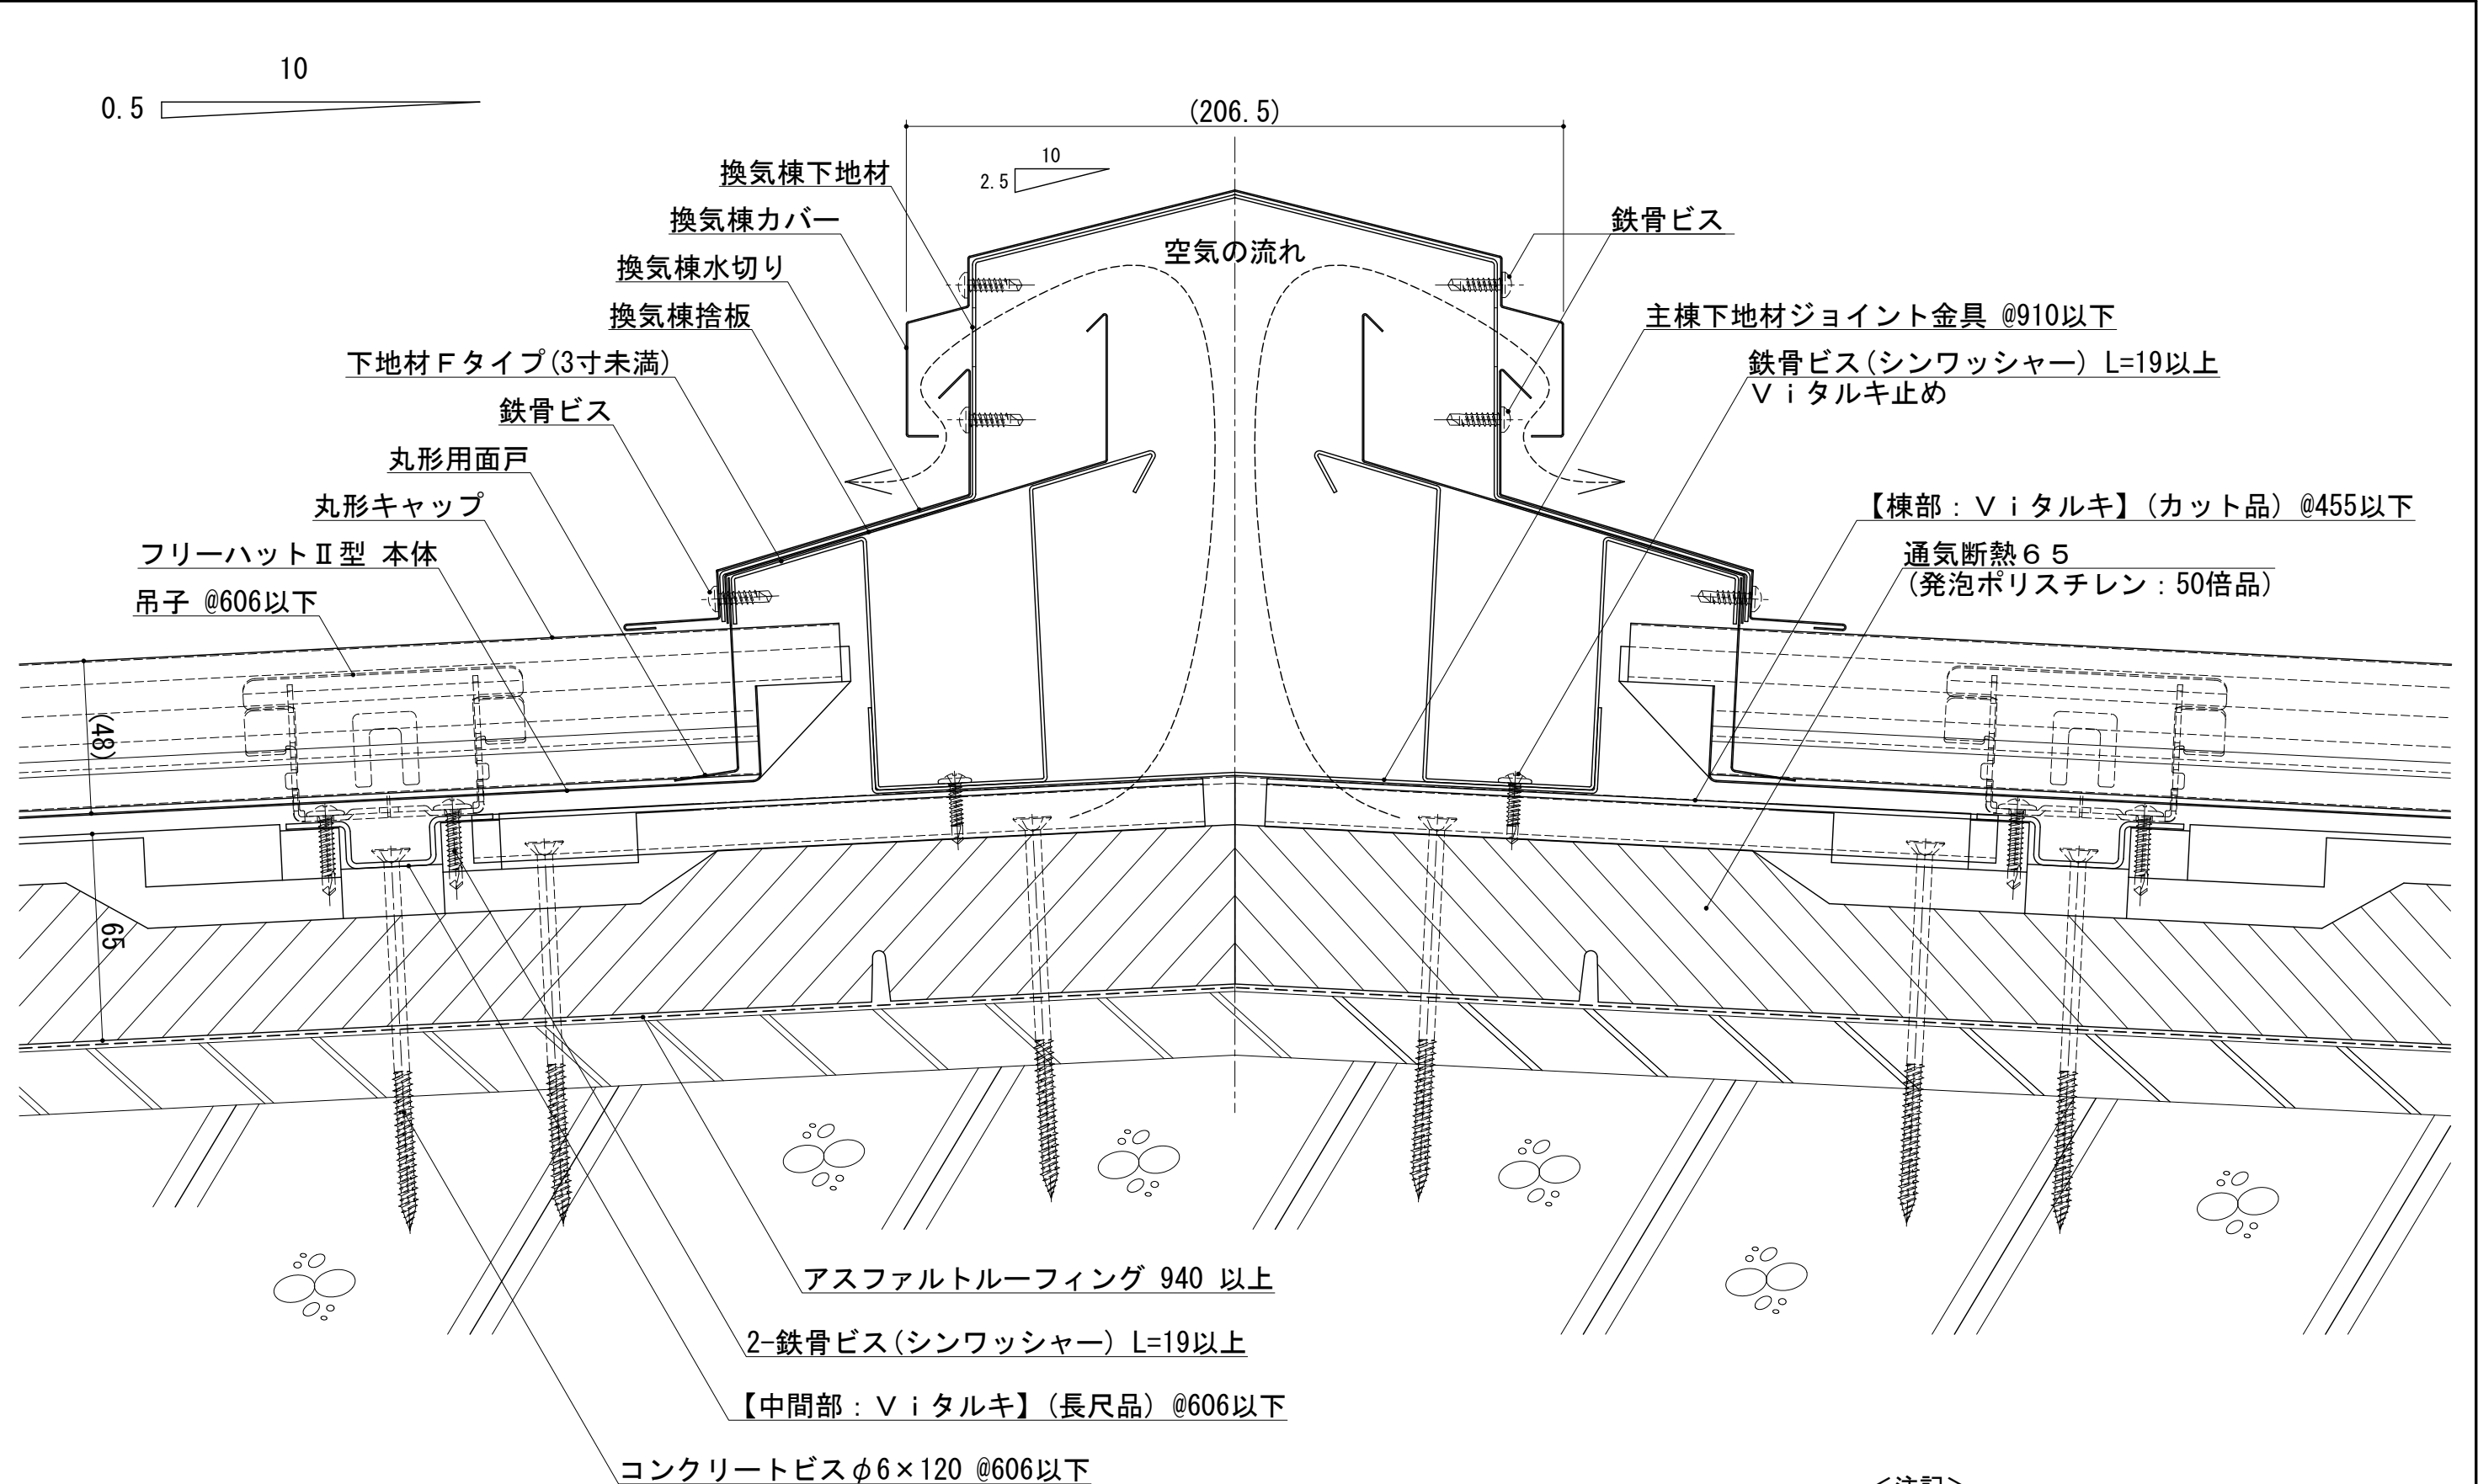 10
0.5
(206.5)
10
2.5
換気棟下地材
換気棟カバー
換気棟水切り
換気棟捨板
下地材Ｆタイプ(3寸未満)
鉄骨ビス
丸形用面戸
丸形キャップ
フリーハットⅡ型 本体
吊子 @606以下
空気の流れ
鉄骨ビス
主棟下地材ジョイント金具 @910以下
鉄骨ビス(シンワッシャー) L=19以上
Ｖｉタルキ止め
【棟部：Ｖｉタルキ】(カット品) @455以下
通気断熱６５
(発泡ポリスチレン：50倍品)
(48)
65
アスファルトルーフィング 940 以上
2-鉄骨ビス(シンワッシャー) L=19以上
【中間部：Ｖｉタルキ】(長尺品) @606以下
コンクリートビスφ6×120 @606以下
＜注記＞